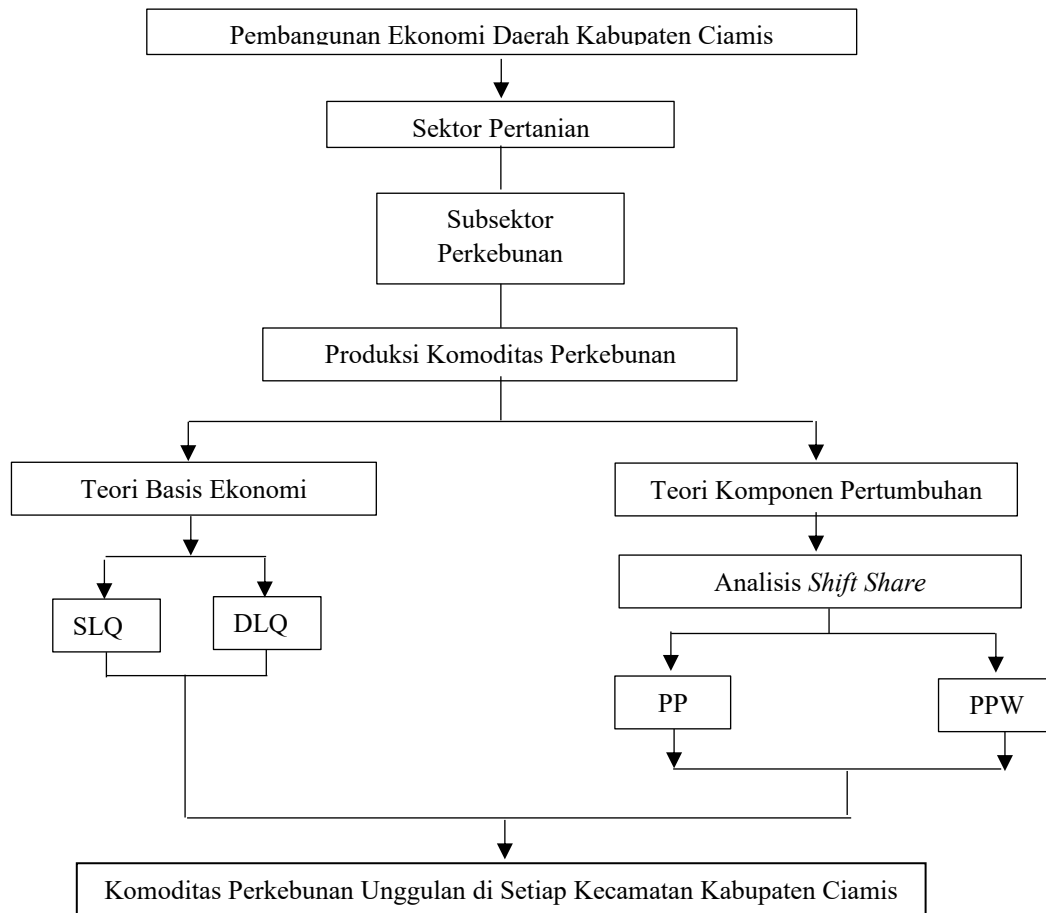 Pembangunan Ekonomi Daerah Kabupaten Ciamis
Sektor Pertanian
Subsektor
Perkebunan
Produksi Komoditas Perkebunan
Teori Basis Ekonomi
Teori Komponen Pertumbuhan
Analisis Shift Share
SLQ
DLQ
PP
PPW
Komoditas Perkebunan Unggulan di Setiap Kecamatan Kabupaten Ciamis